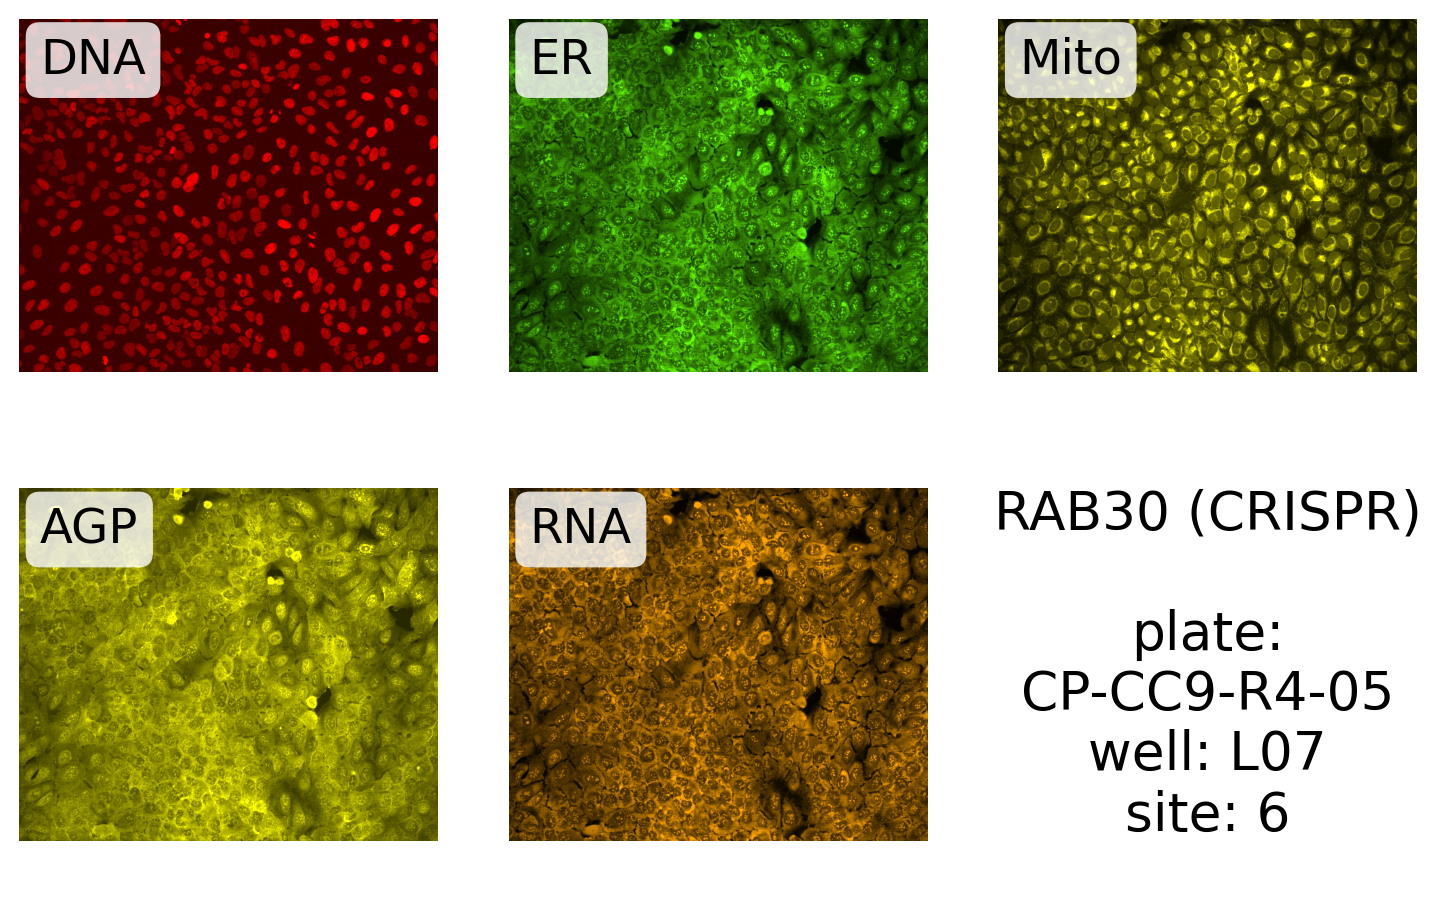 DNA
ER
Mito
AGP
RNA
RAB30 (CRISPR)
plate:
CP-CC9-R4-05
well: L07
site: 6